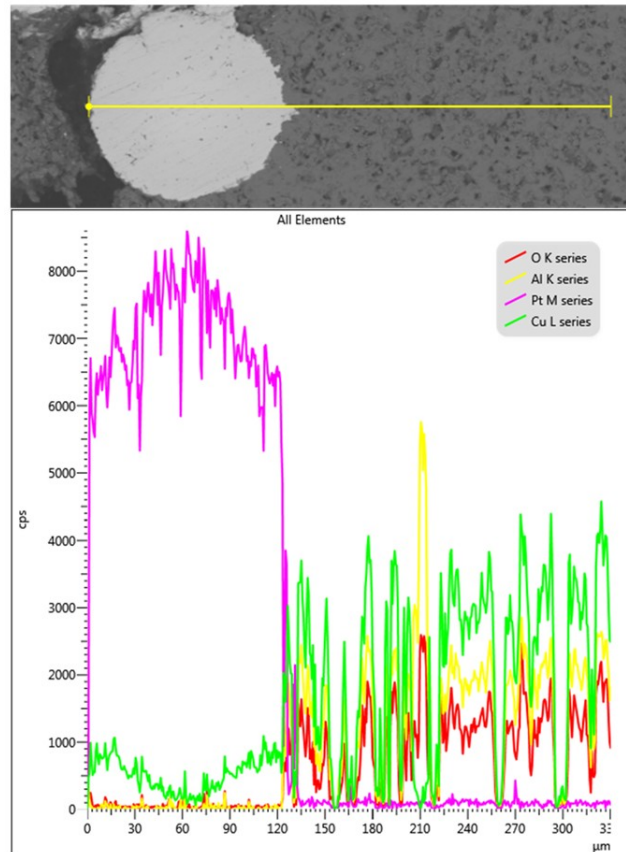 All Elements
O K series
Al K series
Pt M series
Cu L series
8000
7000
6000
5000
4000
3000
2000
1000
0
cps
0 30 60 90 120 150 180 210 240 270 300 33
µm